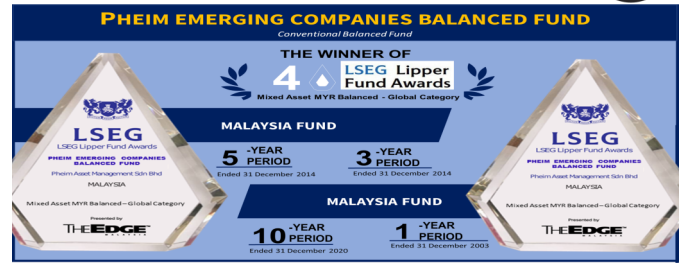 PHEIM EMERGING COMPANIES BALANCED FUND
Conventional Balanced Fund
THE WINNER OF
4 LSEG Lipper
Fund Awards
Mixed Asset MYR Balanced - Global Category
LSEG
LSEG Lipper Fund Awards
PHEIM EMERGING COMPANIES
BALANCED FUND
Pheim Asset Management Sdn Bhd
MALAYSIA
Mixed Asset MYR Balanced—Global Category
Presented by
THE EDGE
MALAYSIA
MALAYSIA FUND
5 -YEAR
PERIOD
Ended 31 December 2014
3 -YEAR
PERIOD
Ended 31 December 2014
MALAYSIA FUND
10 -YEAR
PERIOD
Ended 31 December 2020
1 -YEAR
PERIOD
Ended 31 December 2003
LSEG
LSEG Lipper Fund Awards
PHEIM EMERGING COMPANIES
BALANCED FUND
Pheim Asset Management Sdn Bhd
MALAYSIA
Mixed Asset MYR Balanced—Global Category
Presented by
THE EDGE
MALAYSIA